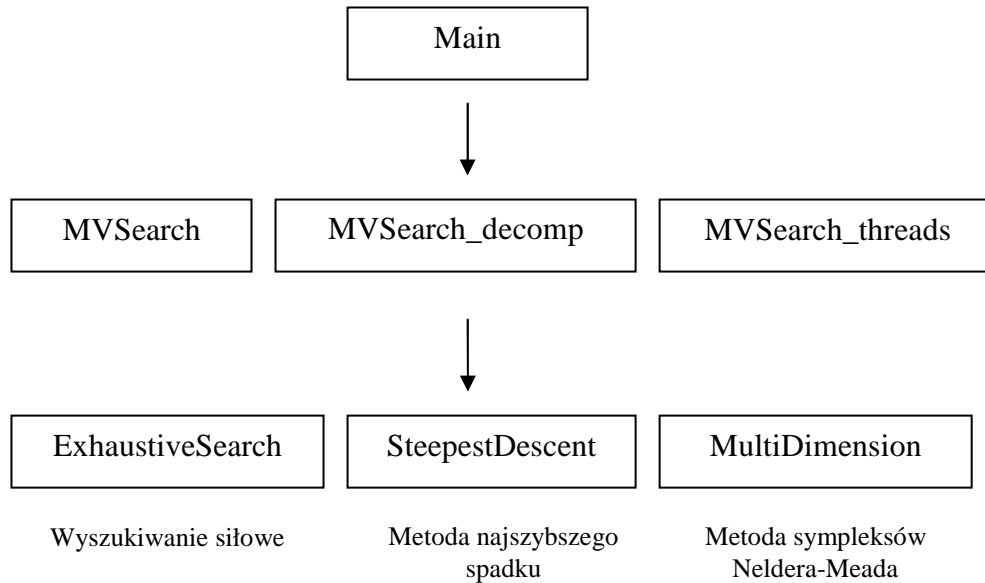 Main
MVSearch
MVSearch_decomp
MVSearch_threads
ExhaustiveSearch
SteepestDescent
MultiDimension
Wyszukiwanie siłowe
Metoda najszybszego
spadku
Metoda sympleksów
Neldera-Meada